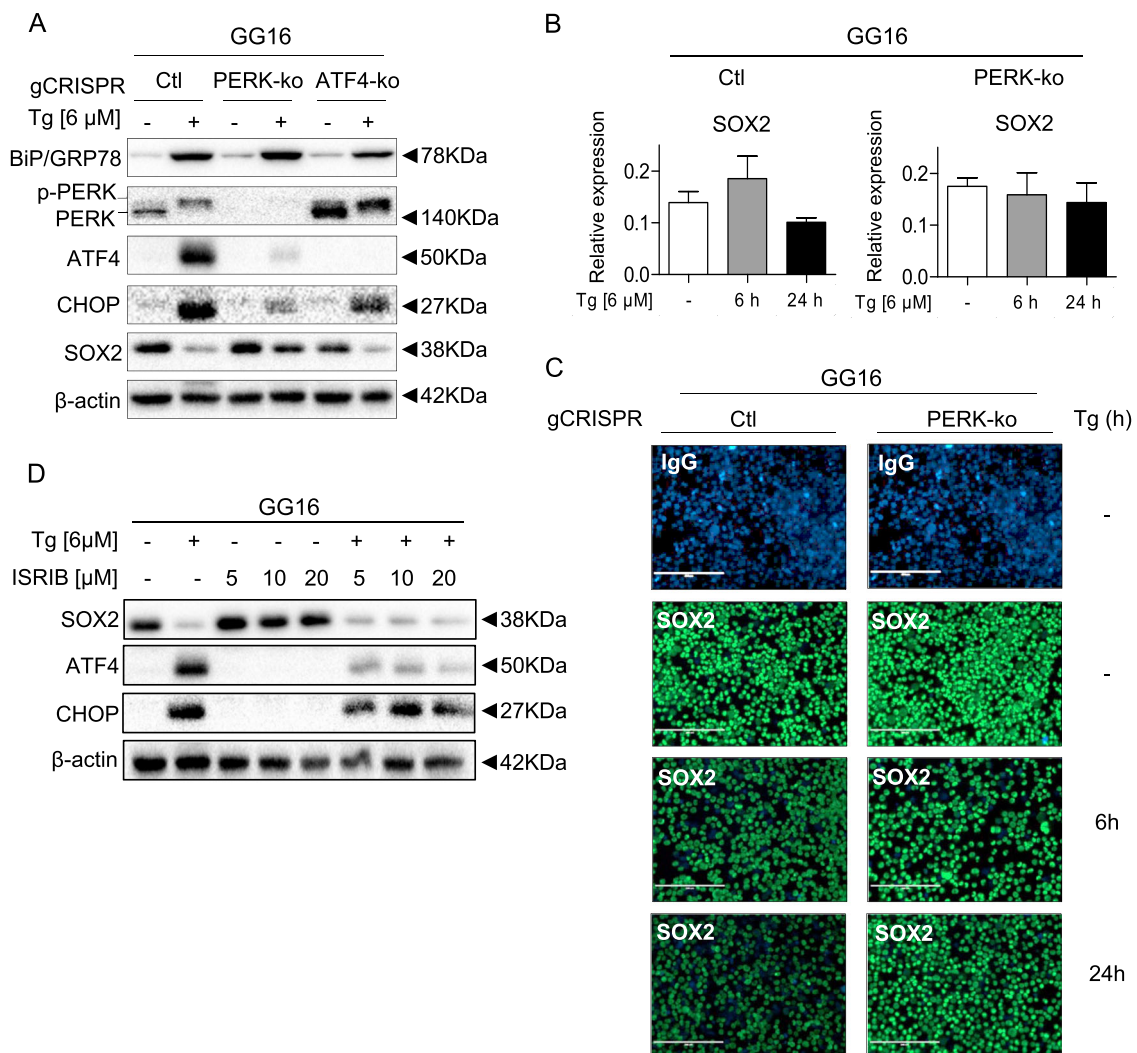 A
GG16
gCRISPR Ctl PERK-ko ATF4-ko
Tg [6 µM] - + - + - +
BiP/GRP78 ◄78KDa
p-PERK
PERK ◄140KDa
ATF4 ◄50KDa
CHOP ◄27KDa
SOX2 ◄38KDa
β-actin ◄42KDa
B
GG16
Ctl PERK-ko
SOX2 SOX2
Relative expression
0.2
0.1
0.0
Tg [6 µM] - 6 h 24 h
Relative expression
0.2
0.1
0.0
Tg [6 µM] - 6 h 24 h
C
GG16
gCRISPR Ctl PERK-ko Tg (h)
IgG IgG -
SOX2 SOX2 -
SOX2 SOX2 6h
SOX2 SOX2 24h
D
GG16
Tg [6µM] - + - - - + + +
ISRIB [µM] - - 5 10 20 5 10 20
SOX2 ◄38KDa
ATF4 ◄50KDa
CHOP ◄27KDa
β-actin ◄42KDa